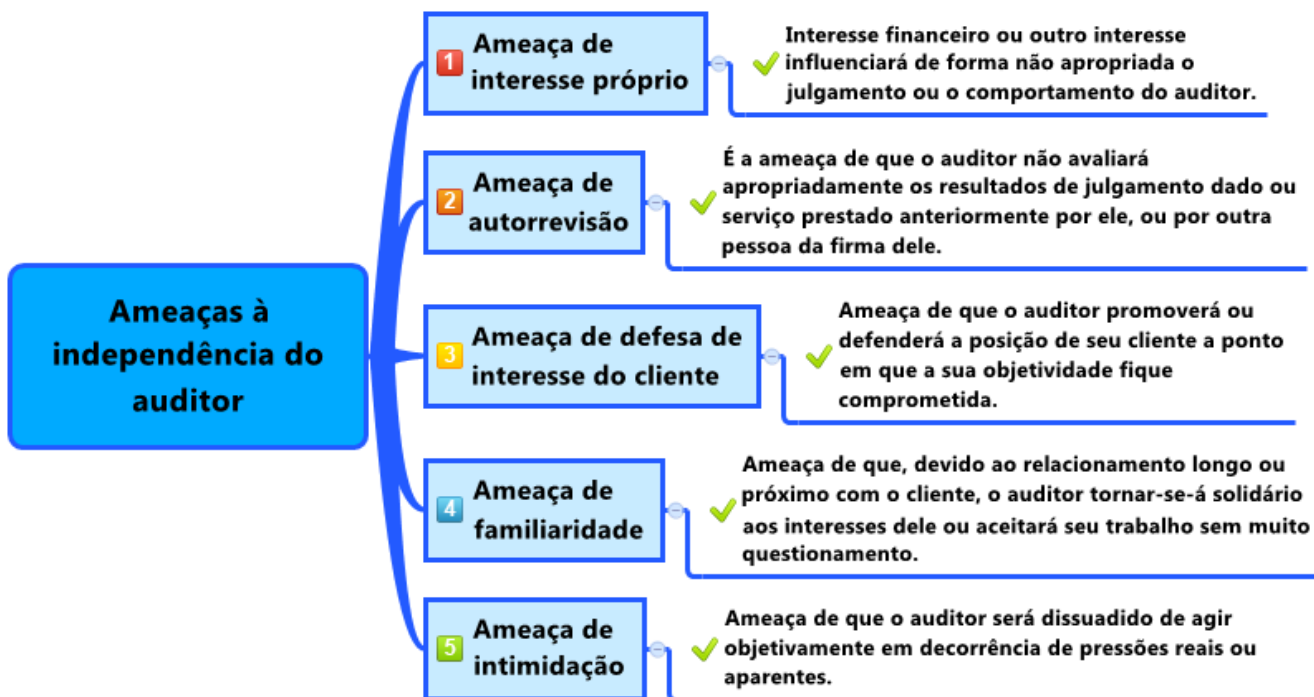 Ameaças à
independência do
auditor
1
Ameaça de
interesse próprio
Interesse financeiro ou outro interesse
influenciará de forma não apropriada o
julgamento ou o comportamento do auditor.
2
Ameaça de
autorrevisão
É a ameaça de que o auditor não avaliará
apropriadamente os resultados de julgamento dado ou
serviço prestado anteriormente por ele, ou por outra
pessoa da firma dele.
3
Ameaça de defesa de
interesse do cliente
Ameaça de que o auditor promoverá ou
defenderá a posição de seu cliente a ponto
em que a sua objetividade fique
comprometida.
4
Ameaça de
familiaridade
Ameaça de que, devido ao relacionamento longo ou
próximo com o cliente, o auditor tornar-se-á solidário
aos interesses dele ou aceitará seu trabalho sem muito
questionamento.
5
Ameaça de
intimidação
Ameaça de que o auditor será dissuadido de agir
objetivamente em decorrência de pressões reais ou
aparentes.